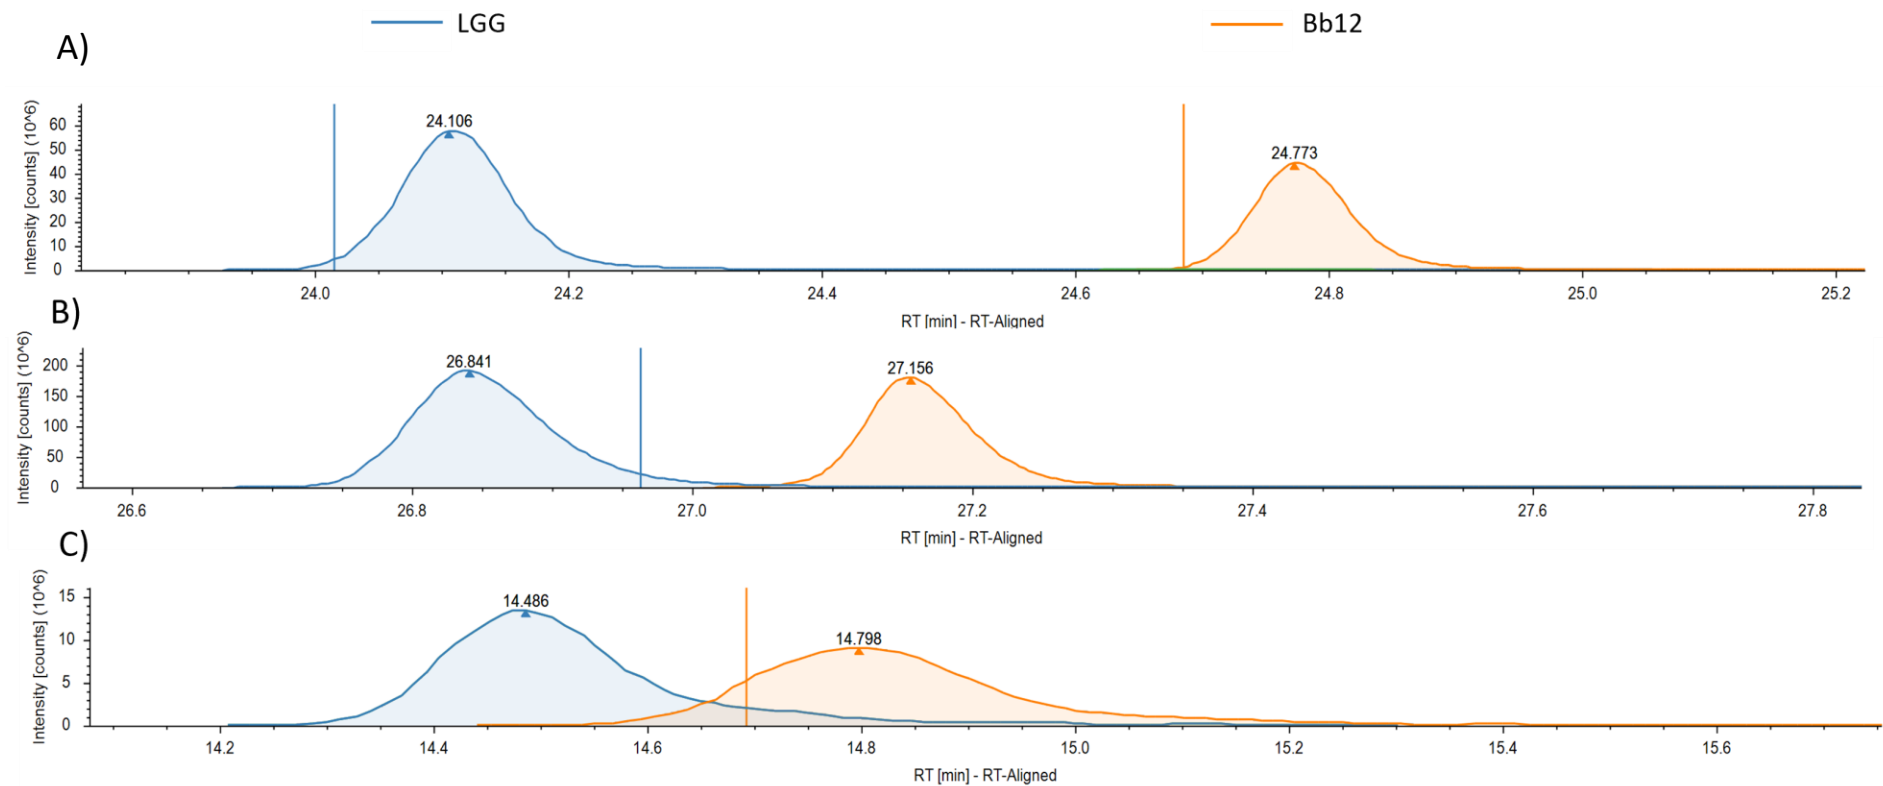 LGG Bb12
A)
Intensity [counts] (10^6)
60
50
40
30
20
10
0
24.106
24.773
24.0 24.2 24.4 24.6 24.8 25.0 25.2
RT [min] - RT-Aligned
B)
Intensity [counts] (10^6)
200
150
100
50
0
26.841
27.156
26.6 26.8 27.0 27.2 27.4 27.6 27.8
RT [min] - RT-Aligned
C)
Intensity [counts] (10^6)
15
10
5
0
14.486
14.798
14.2 14.4 14.6 14.8 15.0 15.2 15.4 15.6
RT [min] - RT-Aligned